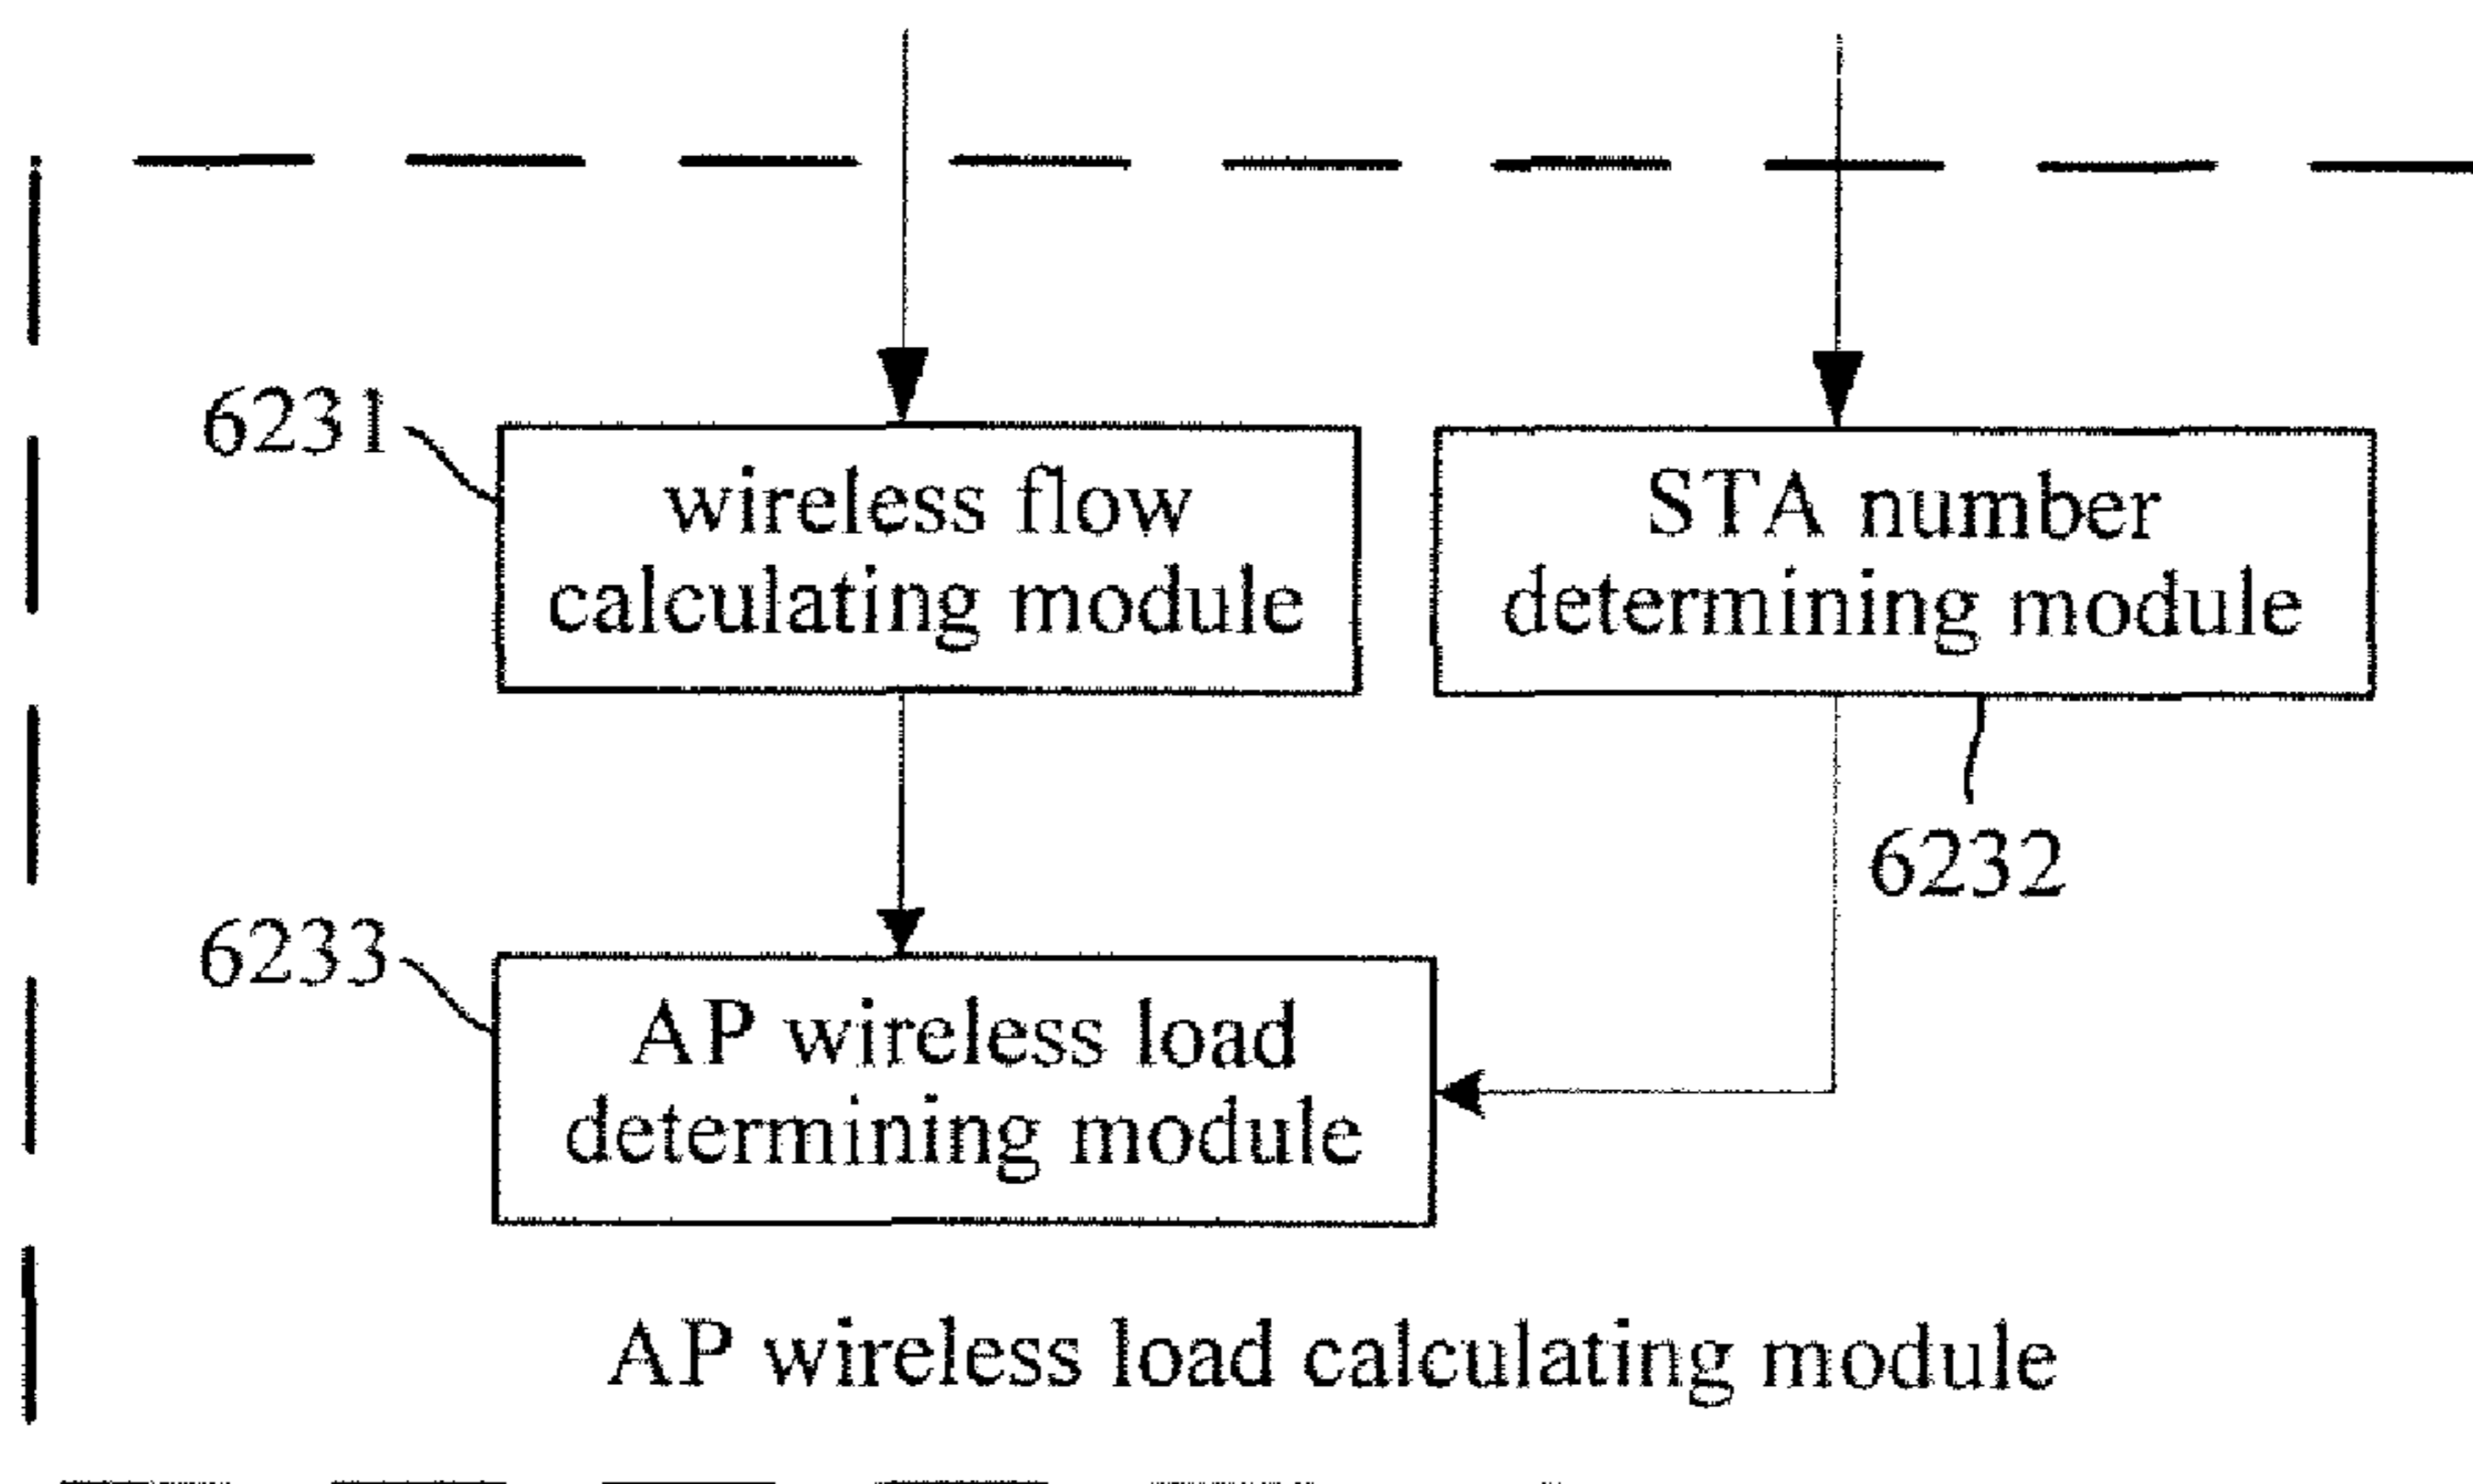 6231
wireless flow
calculating module
STA number
determining module
6232
6233
AP wireless load
determining module
AP wireless load calculating module